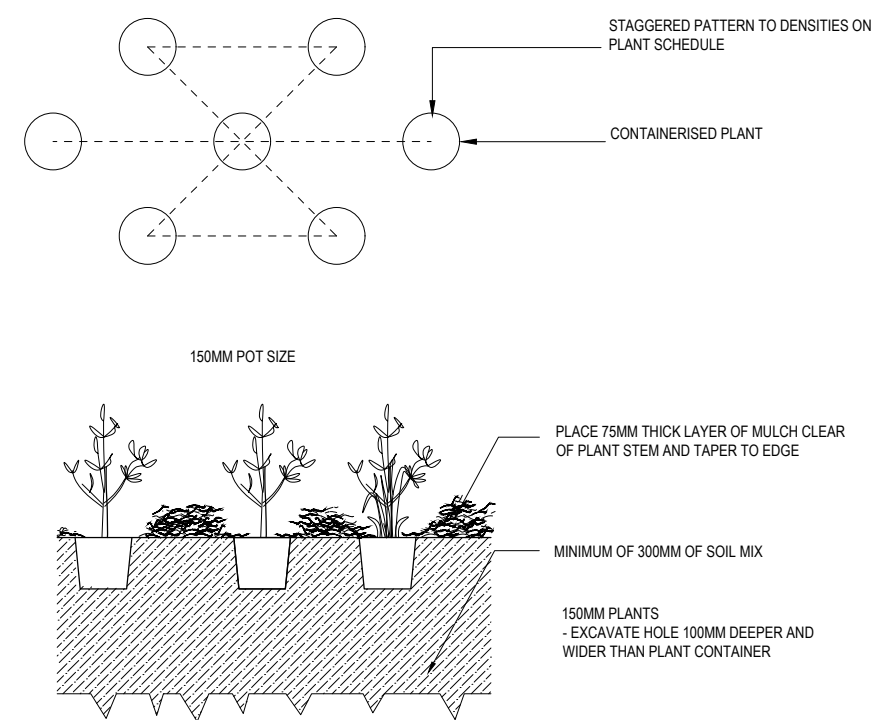 STAGGERED PATTERN TO DENSITIES ON
PLANT SCHEDULE
CONTAINERISED PLANT
150MM POT SIZE
PLACE 75MM THICK LAYER OF MULCH CLEAR
OF PLANT STEM AND TAPER TO EDGE
MINIMUM OF 300MM OF SOIL MIX
150MM PLANTS
- EXCAVATE HOLE 100MM DEEPER AND
WIDER THAN PLANT CONTAINER